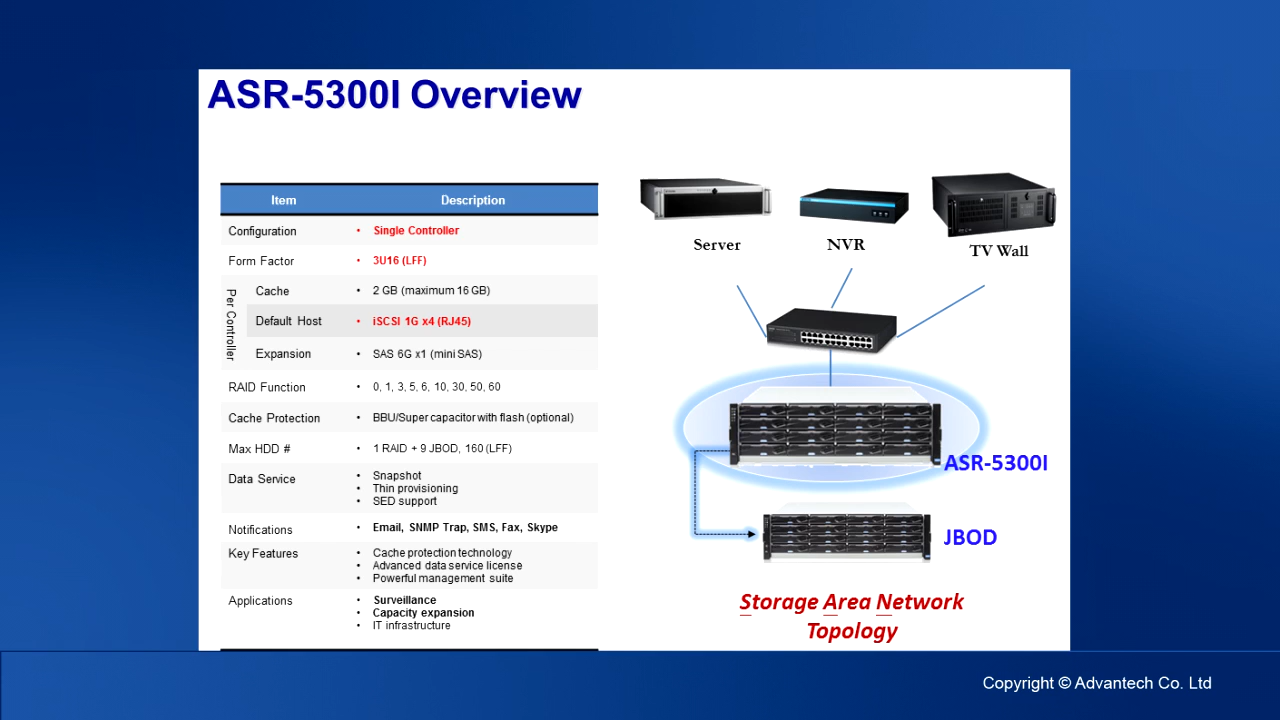 ASR-5300I Overview
Item Description
Configuration • Single Controller
Form Factor • 3U16 (LFF)
Per Controller
Cache • 2 GB (maximum 16 GB)
Default Host • iSCSI 1G x4 (RJ45)
Expansion • SAS 6G x1 (mini SAS)
RAID Function • 0, 1, 3, 5, 6, 10, 30, 50, 60
Cache Protection • BBU/Super capacitor with flash (optional)
Max HDD # • 1 RAID + 9 JBOD, 160 (LFF)
Data Service • Snapshot
• Thin provisioning
• SED support
Notifications • Email, SNMP Trap, SMS, Fax, Skype
Key Features • Cache protection technology
• Advanced data service license
• Powerful management suite
Applications • Surveillance
• Capacity expansion
• IT infrastructure
Server
NVR
TV Wall
ASR-5300I
JBOD
Storage Area Network
Topology
Copyright © Advantech Co. Ltd